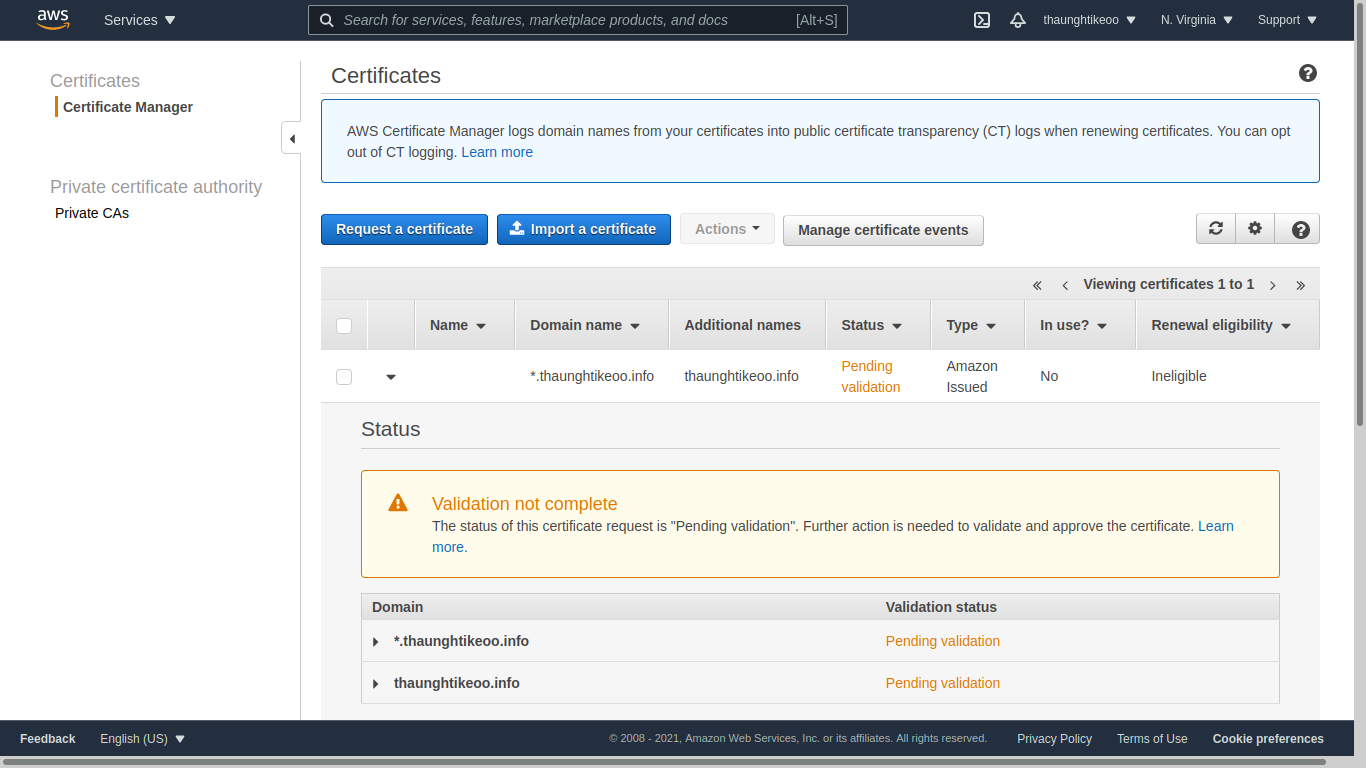 aws
Services
Search for services, features, marketplace products, and docs [Alt+S]
thaunghtikeoo
N. Virginia
Support
Certificates
Certificate Manager
Private certificate authority
Private CAs
Certificates
AWS Certificate Manager logs domain names from your certificates into public certificate transparency (CT) logs when renewing certificates. You can opt
out of CT logging. Learn more
Request a certificate
Import a certificate
Actions
Manage certificate events
« ‹ Viewing certificates 1 to 1 › »
Name Domain name Additional names Status Type In use? Renewal eligibility
*.thaunghtikeoo.info thaunghtikeoo.info Pending validation Amazon Issued No Ineligible
Status
Validation not complete
The status of this certificate request is "Pending validation". Further action is needed to validate and approve the certificate. Learn
more.
Domain Validation status
*.thaunghtikeoo.info Pending validation
thaunghtikeoo.info Pending validation
Feedback
English (US)
© 2008 - 2021, Amazon Web Services, Inc. or its affiliates. All rights reserved.
Privacy Policy
Terms of Use
Cookie preferences